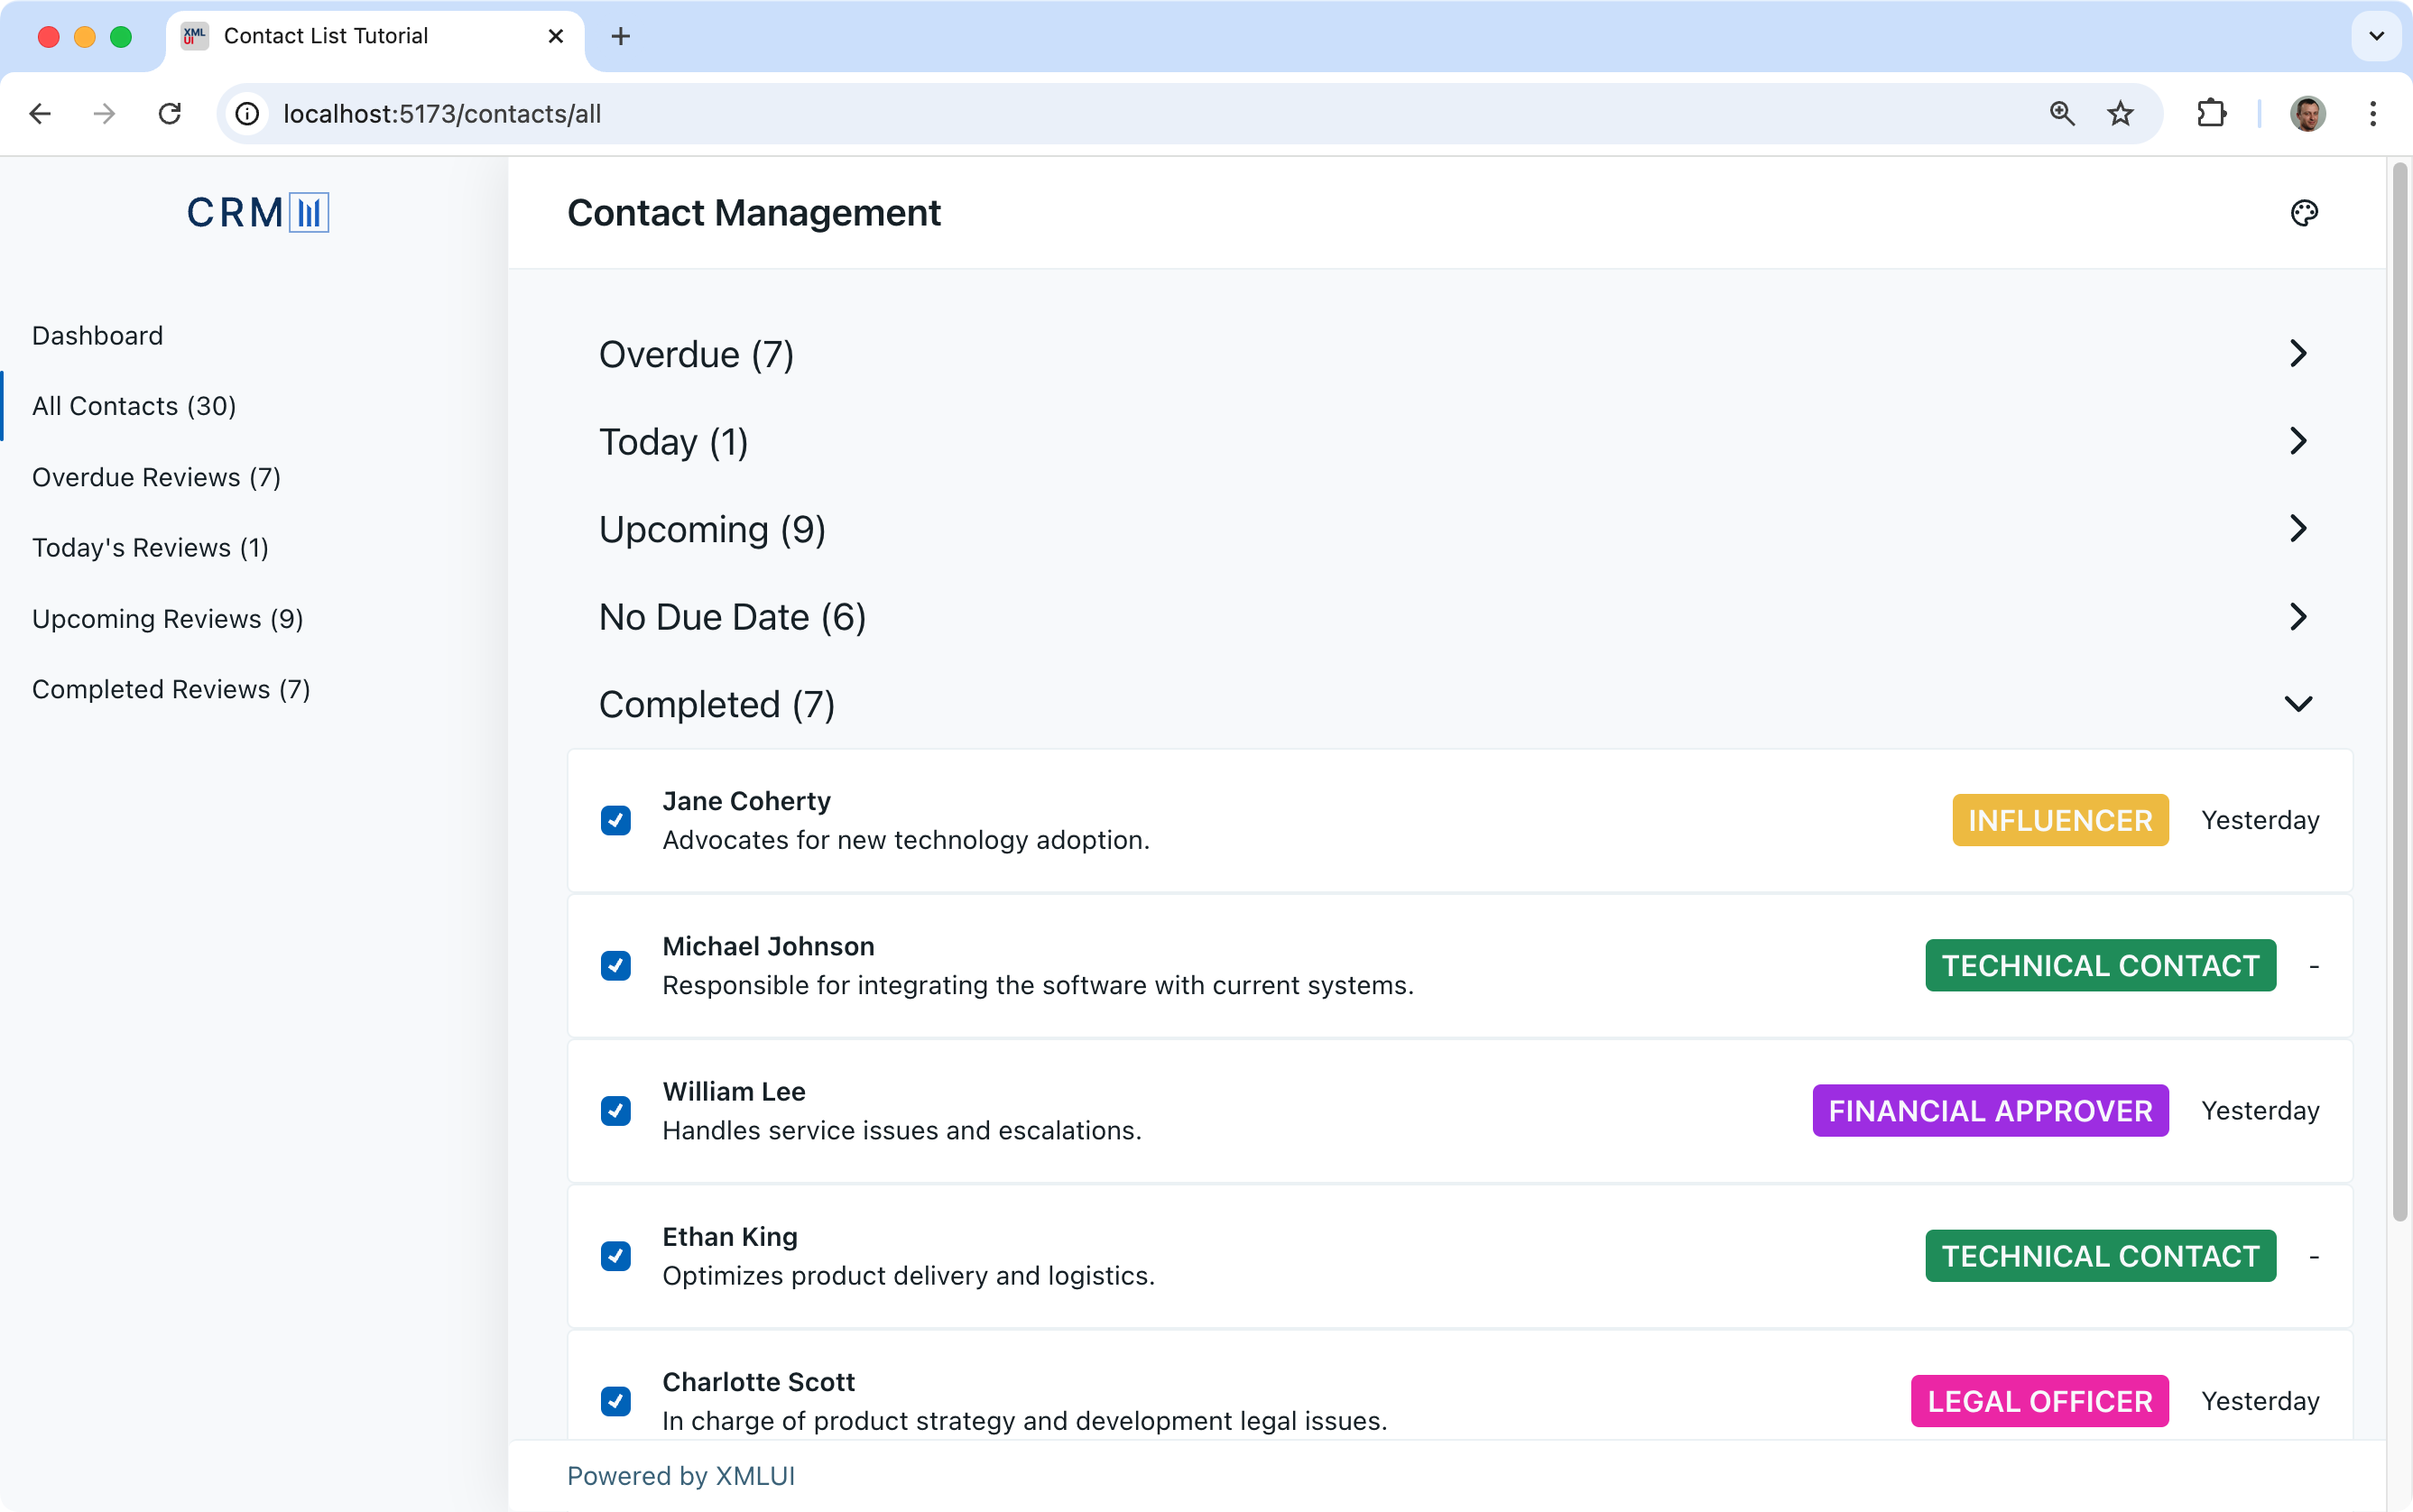 XML
UI
Contact List Tutorial
localhost:5173/contacts/all
CRM
Contact Management
Dashboard
All Contacts (30)
Overdue Reviews (7)
Today's Reviews (1)
Upcoming Reviews (9)
Completed Reviews (7)
Overdue (7)
Today (1)
Upcoming (9)
No Due Date (6)
Completed (7)
Jane Coherty
Advocates for new technology adoption.
INFLUENCER
Yesterday
Michael Johnson
Responsible for integrating the software with current systems.
TECHNICAL CONTACT
-
William Lee
Handles service issues and escalations.
FINANCIAL APPROVER
Yesterday
Ethan King
Optimizes product delivery and logistics.
TECHNICAL CONTACT
-
Charlotte Scott
In charge of product strategy and development legal issues.
LEGAL OFFICER
Yesterday
Powered by XMLUI